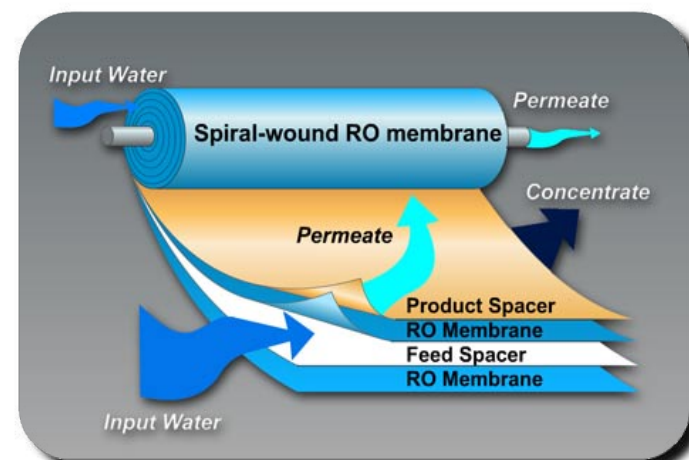 Input Water
Permeate
Spiral-wound RO membrane
Concentrate
Permeate
Product Spacer
RO Membrane
Feed Spacer
RO Membrane
Input Water